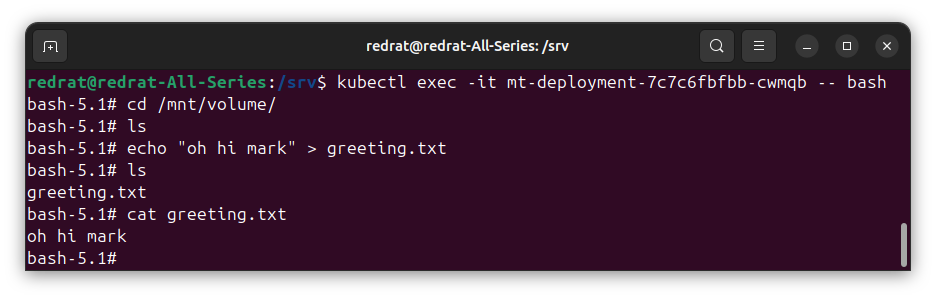 redrat@redrat-All-Series: /srv
redrat@redrat-All-Series:/srv$ kubectl exec -it mt-deployment-7c7c6fbfbb-cwmqb -- bash
bash-5.1# cd /mnt/volume/
bash-5.1# ls
bash-5.1# echo "oh hi mark" > greeting.txt
bash-5.1# ls
greeting.txt
bash-5.1# cat greeting.txt
oh hi mark
bash-5.1#